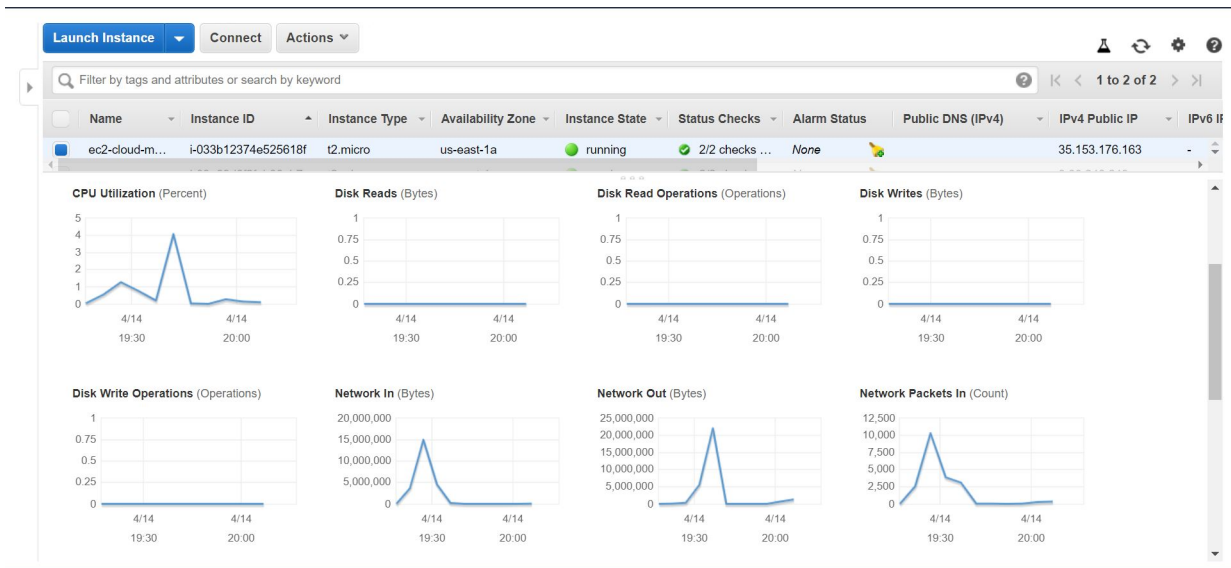 Launch Instance Connect Actions
Filter by tags and attributes or search by keyword 1 to 2 of 2
Name Instance ID Instance Type Availability Zone Instance State Status Checks Alarm Status Public DNS (IPv4) IPv4 Public IP IPv6 IP
ec2-cloud-m... i-033b12374e525618f t2.micro us-east-1a running 2/2 checks ... None 35.153.176.163 -
CPU Utilization (Percent) Disk Reads (Bytes) Disk Read Operations (Operations) Disk Writes (Bytes)
5 1 1 1
4 0.75 0.75 0.75
3 0.5 0.5 0.5
2 0.25 0.25 0.25
1
0 0 0 0
4/14 4/14 4/14 4/14 4/14 4/14 4/14 4/14
19:30 20:00 19:30 20:00 19:30 20:00 19:30 20:00
Disk Write Operations (Operations) Network In (Bytes) Network Out (Bytes) Network Packets In (Count)
1 20,000,000 25,000,000 12,500
0.75 15,000,000 20,000,000 10,000
0.5 10,000,000 15,000,000 7,500
0.25 5,000,000 10,000,000 5,000
5,000,000 2,500
0 0 0 0
4/14 4/14 4/14 4/14 4/14 4/14 4/14 4/14
19:30 20:00 19:30 20:00 19:30 20:00 19:30 20:00